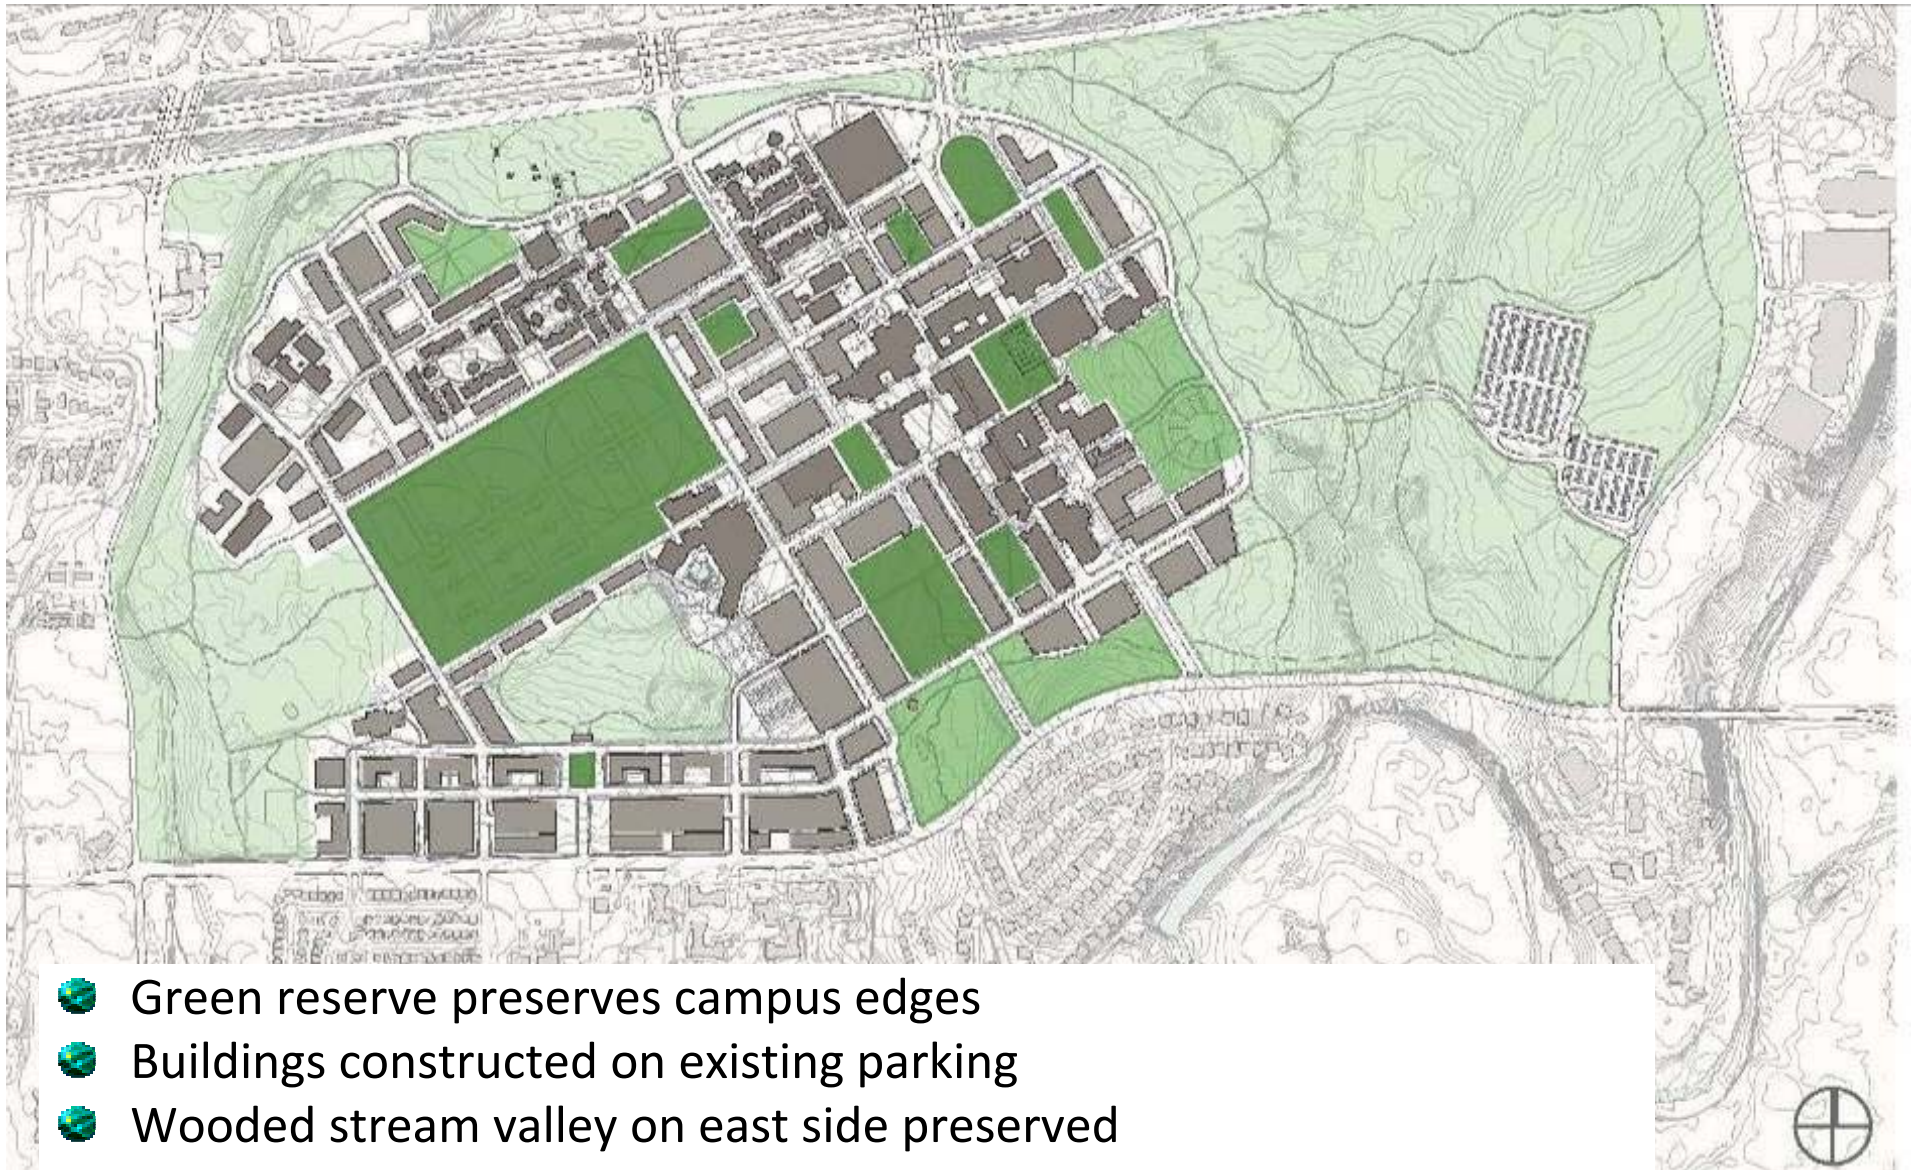 Green reserve preserves campus edges
Buildings constructed on existing parking
Wooded stream valley on east side preserved